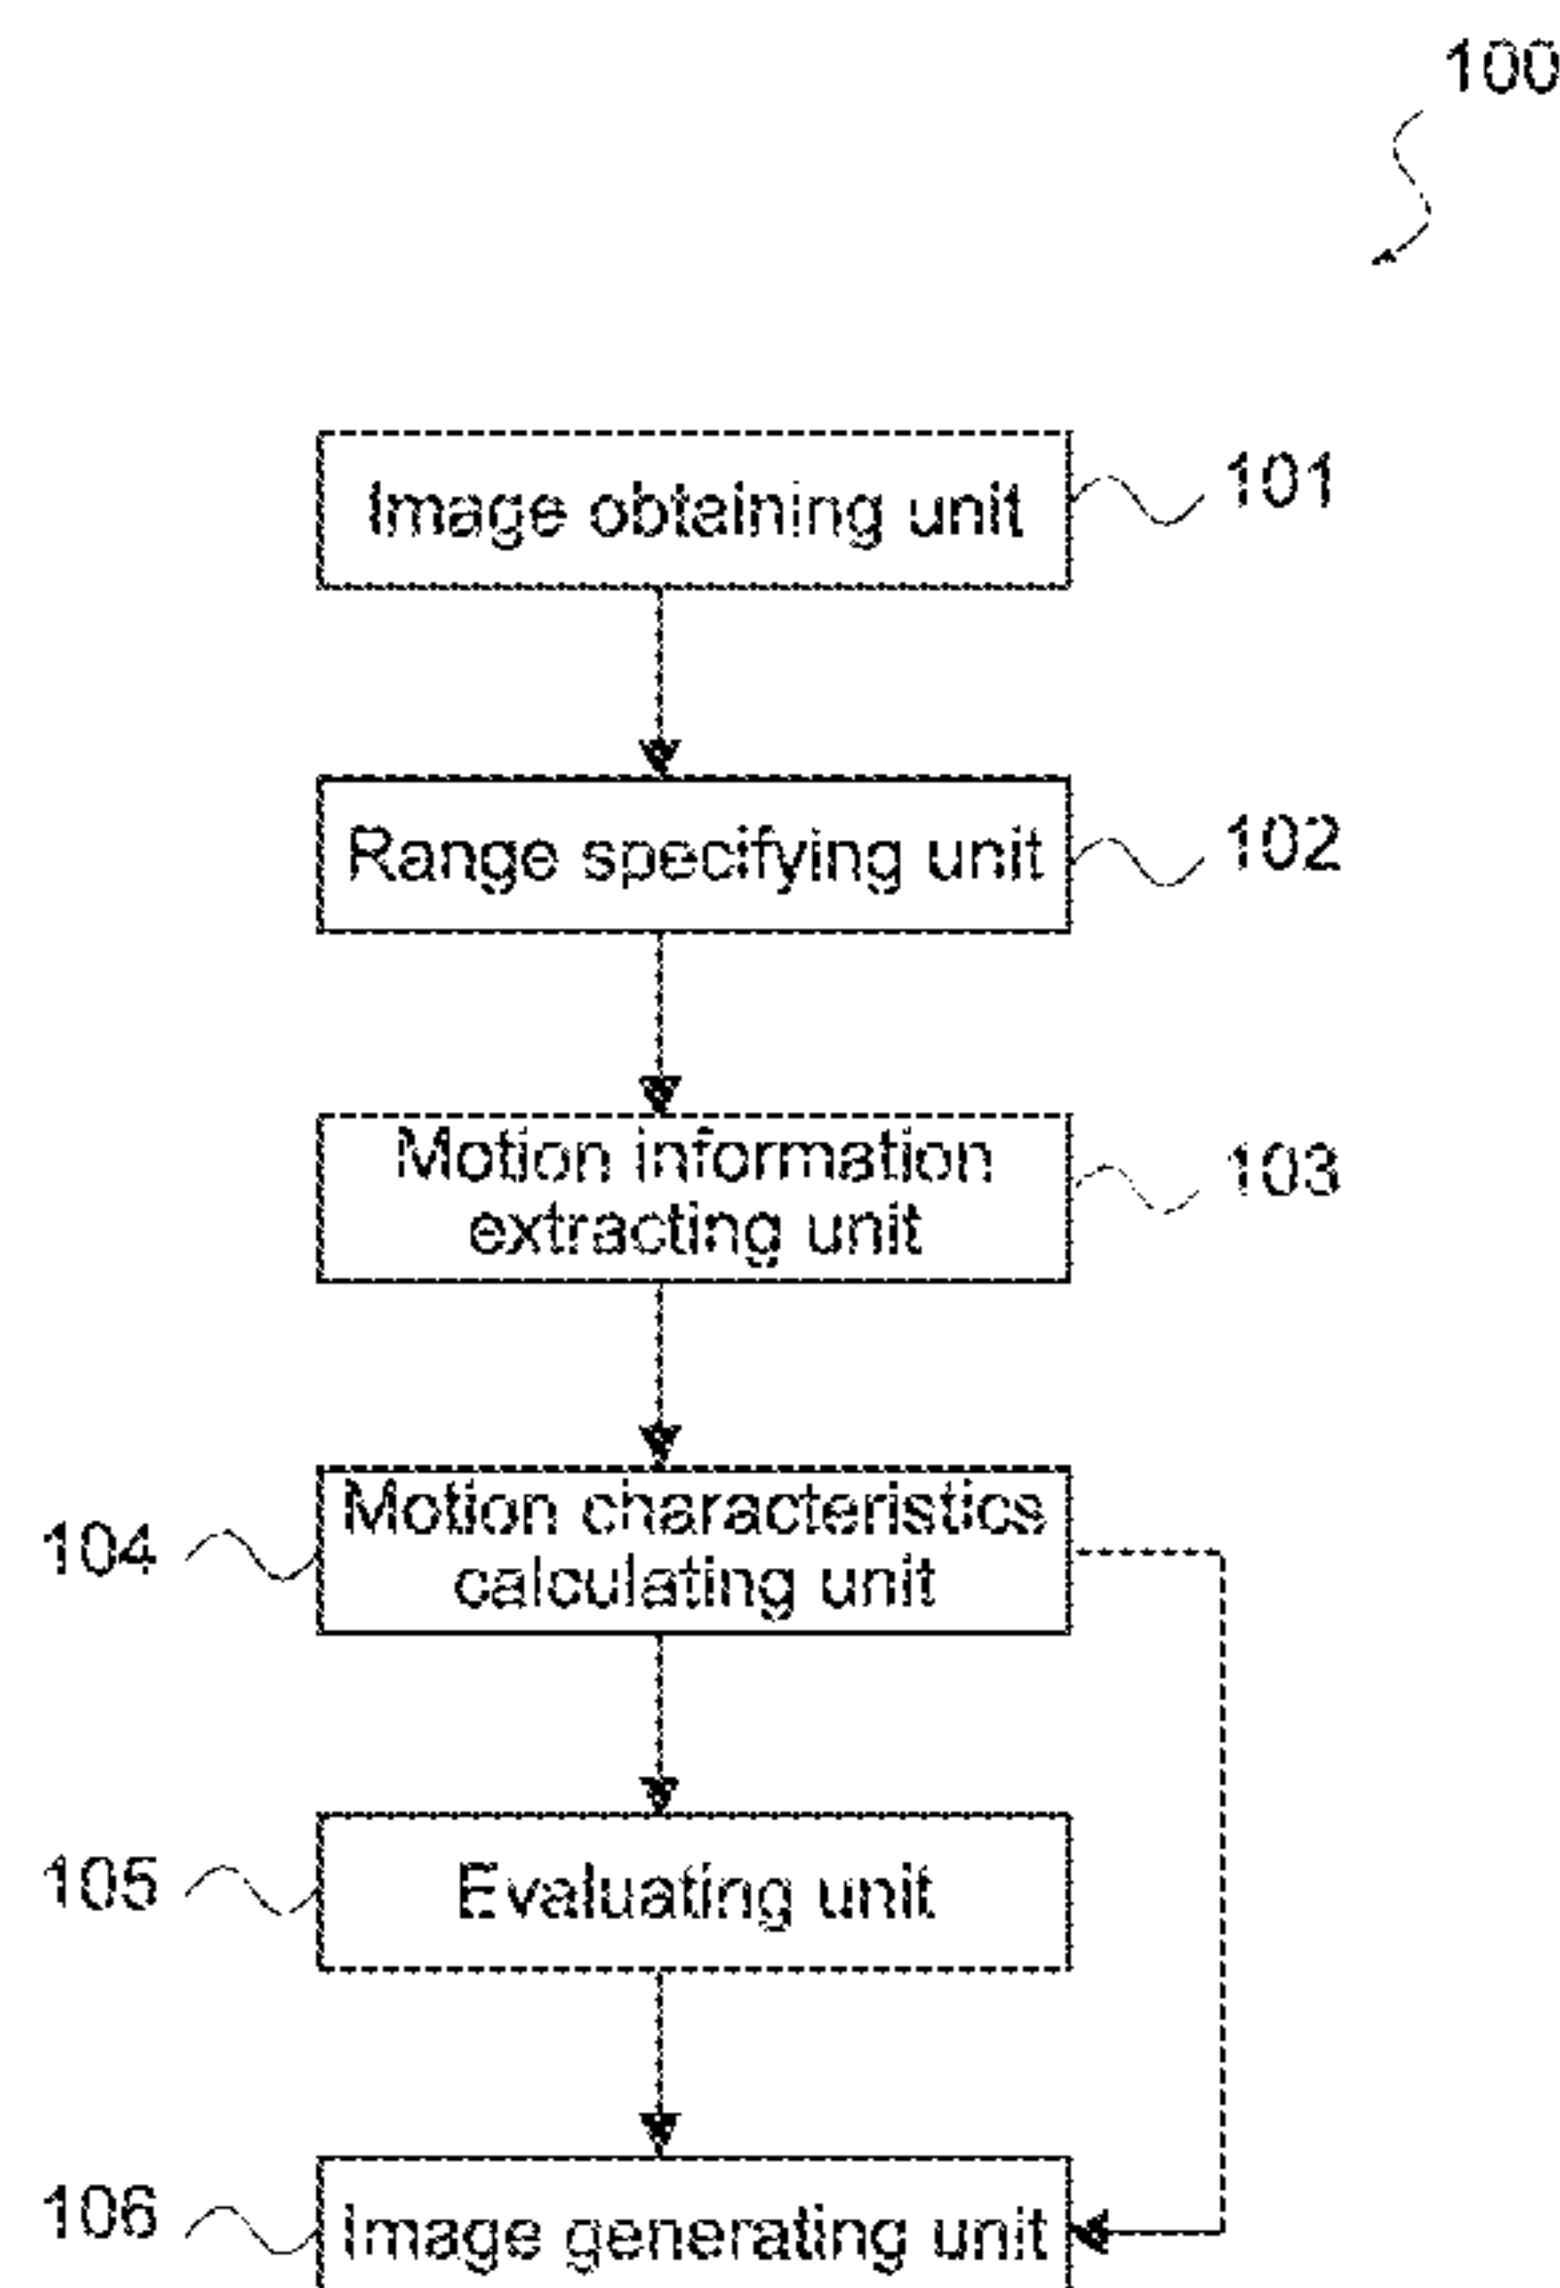 100
Image obtaining unit
101
Range specifying unit
102
Motion information
extracting unit
103
104
Motion characteristics
calculating unit
105
Evaluating unit
106
Image generating unit